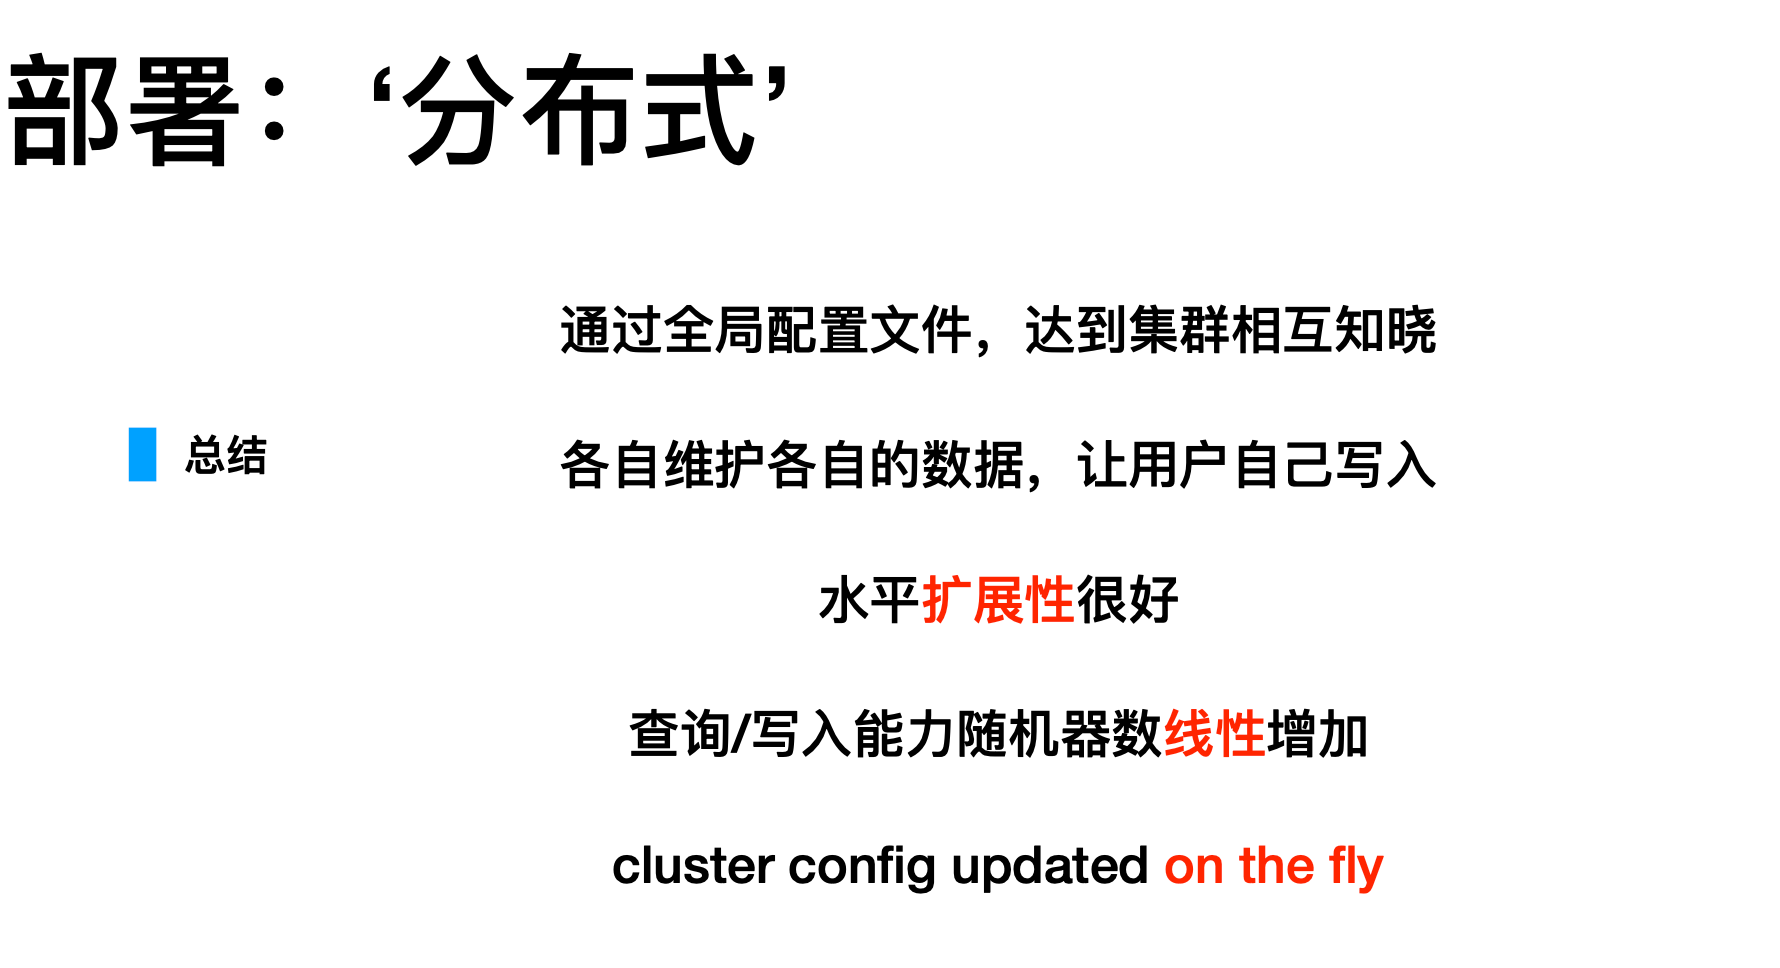 部署：‘分布式’
通过全局配置文件，达到集群相互知晓
总结
各自维护各自的数据，让用户自己写入
水平扩展性很好
查询/写入能力随机器数线性增加
cluster config updated on the fly